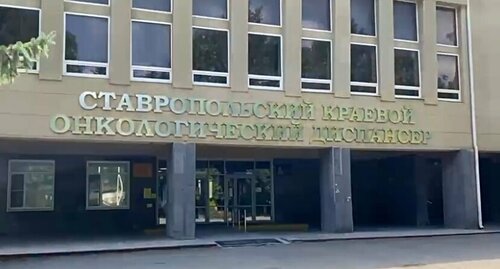 СТАВРОПОЛЬСКИЙ КРАЕВОЙ
ОНКОЛОГИЧЕСКИЙ ДИСПАНСЕР